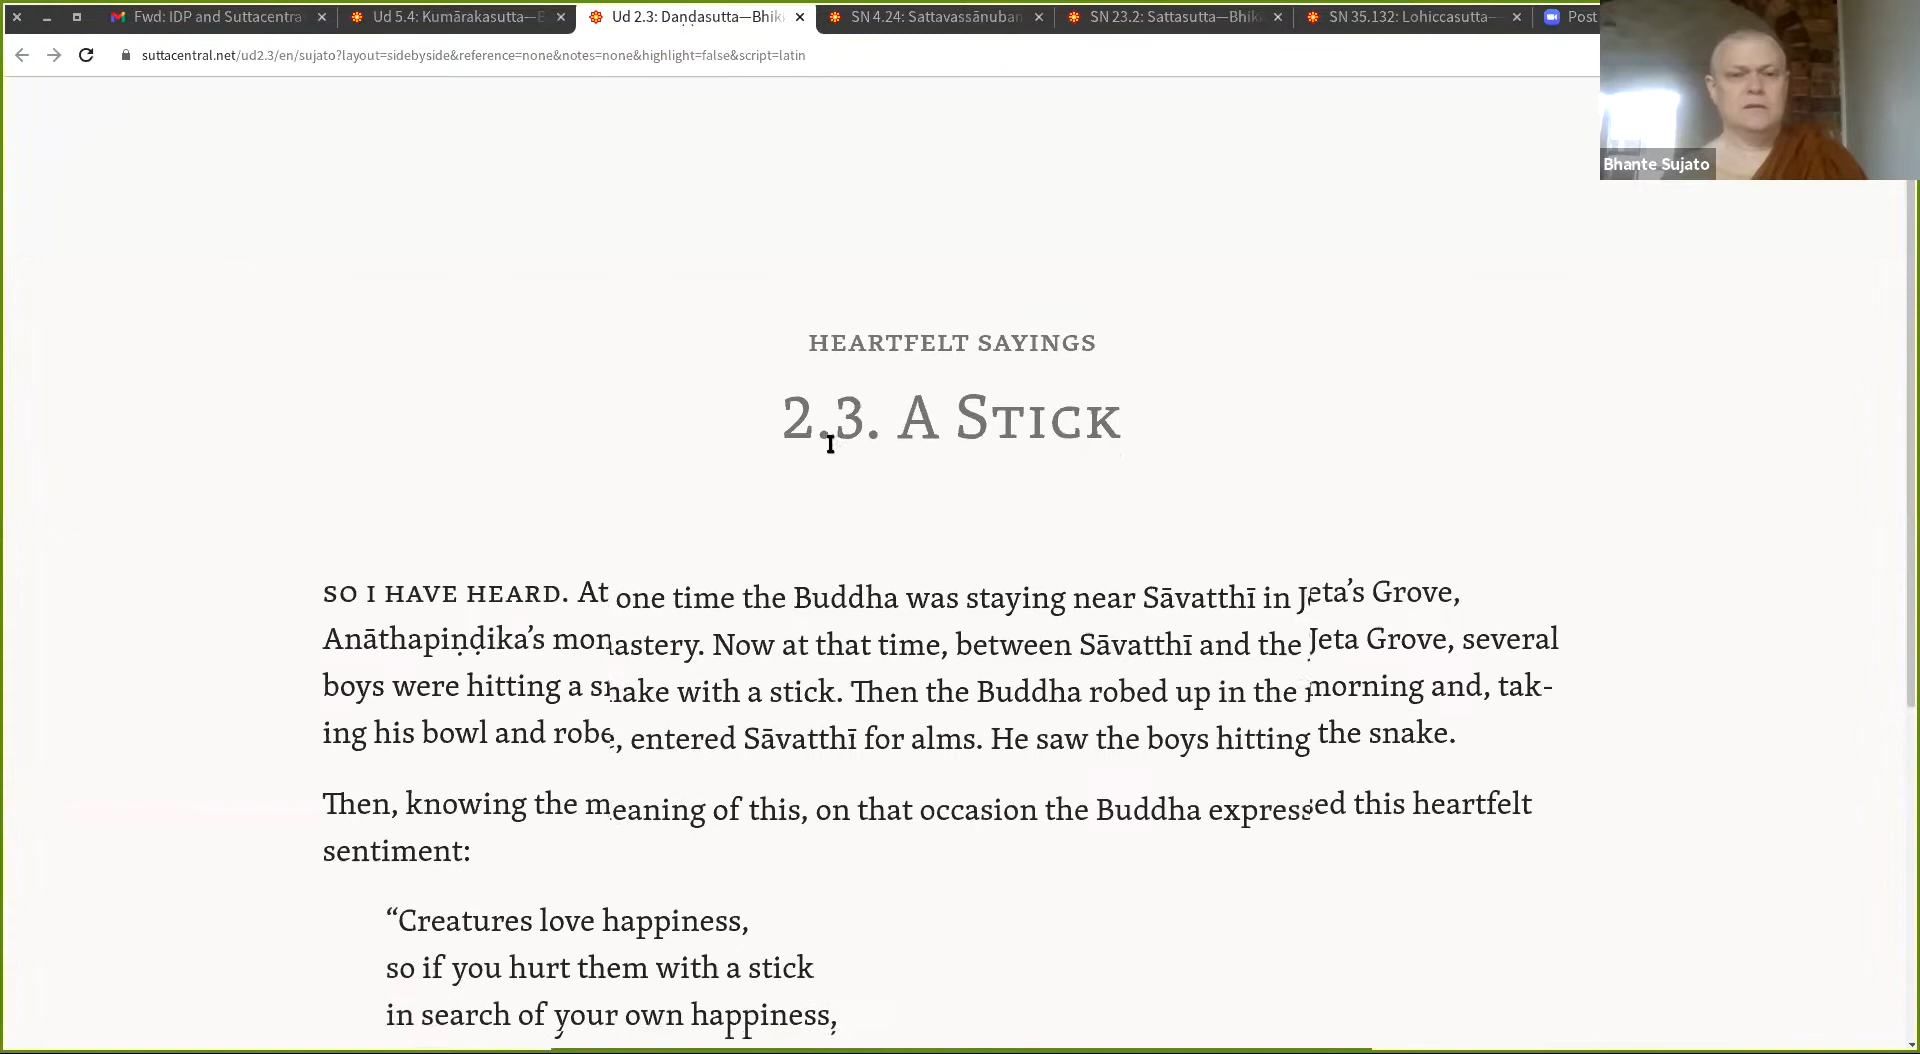 Fwd: IDP and Suttacentra
Ud 5.4: Kumārakasutta—B
Ud 2.3: Daṇḍasutta—Bhik
SN 4.24: Sattavassānuban
SN 23.2: Sattasutta—Bhik
SN 35.132: Lohiccasutta—
Post
suttacentral.net/ud2.3/en/sujato?layout=sidebyside&reference=none&notes=none&highlight=false&script=latin
Bhante Sujato
HEARTFELT SAYINGS
2.3. A STICK
SO I HAVE HEARD. At one time the Buddha was staying near Sāvatthī in Jeta’s Grove,
Anāthapiṇḍika’s monastery. Now at that time, between Sāvatthī and the Jeta Grove, several
boys were hitting a snake with a stick. Then the Buddha robed up in the morning and, tak-
ing his bowl and robe, entered Sāvatthī for alms. He saw the boys hitting the snake.
Then, knowing the meaning of this, on that occasion the Buddha expressed this heartfelt
sentiment:
“Creatures love happiness,
so if you hurt them with a stick
in search of your own happiness,